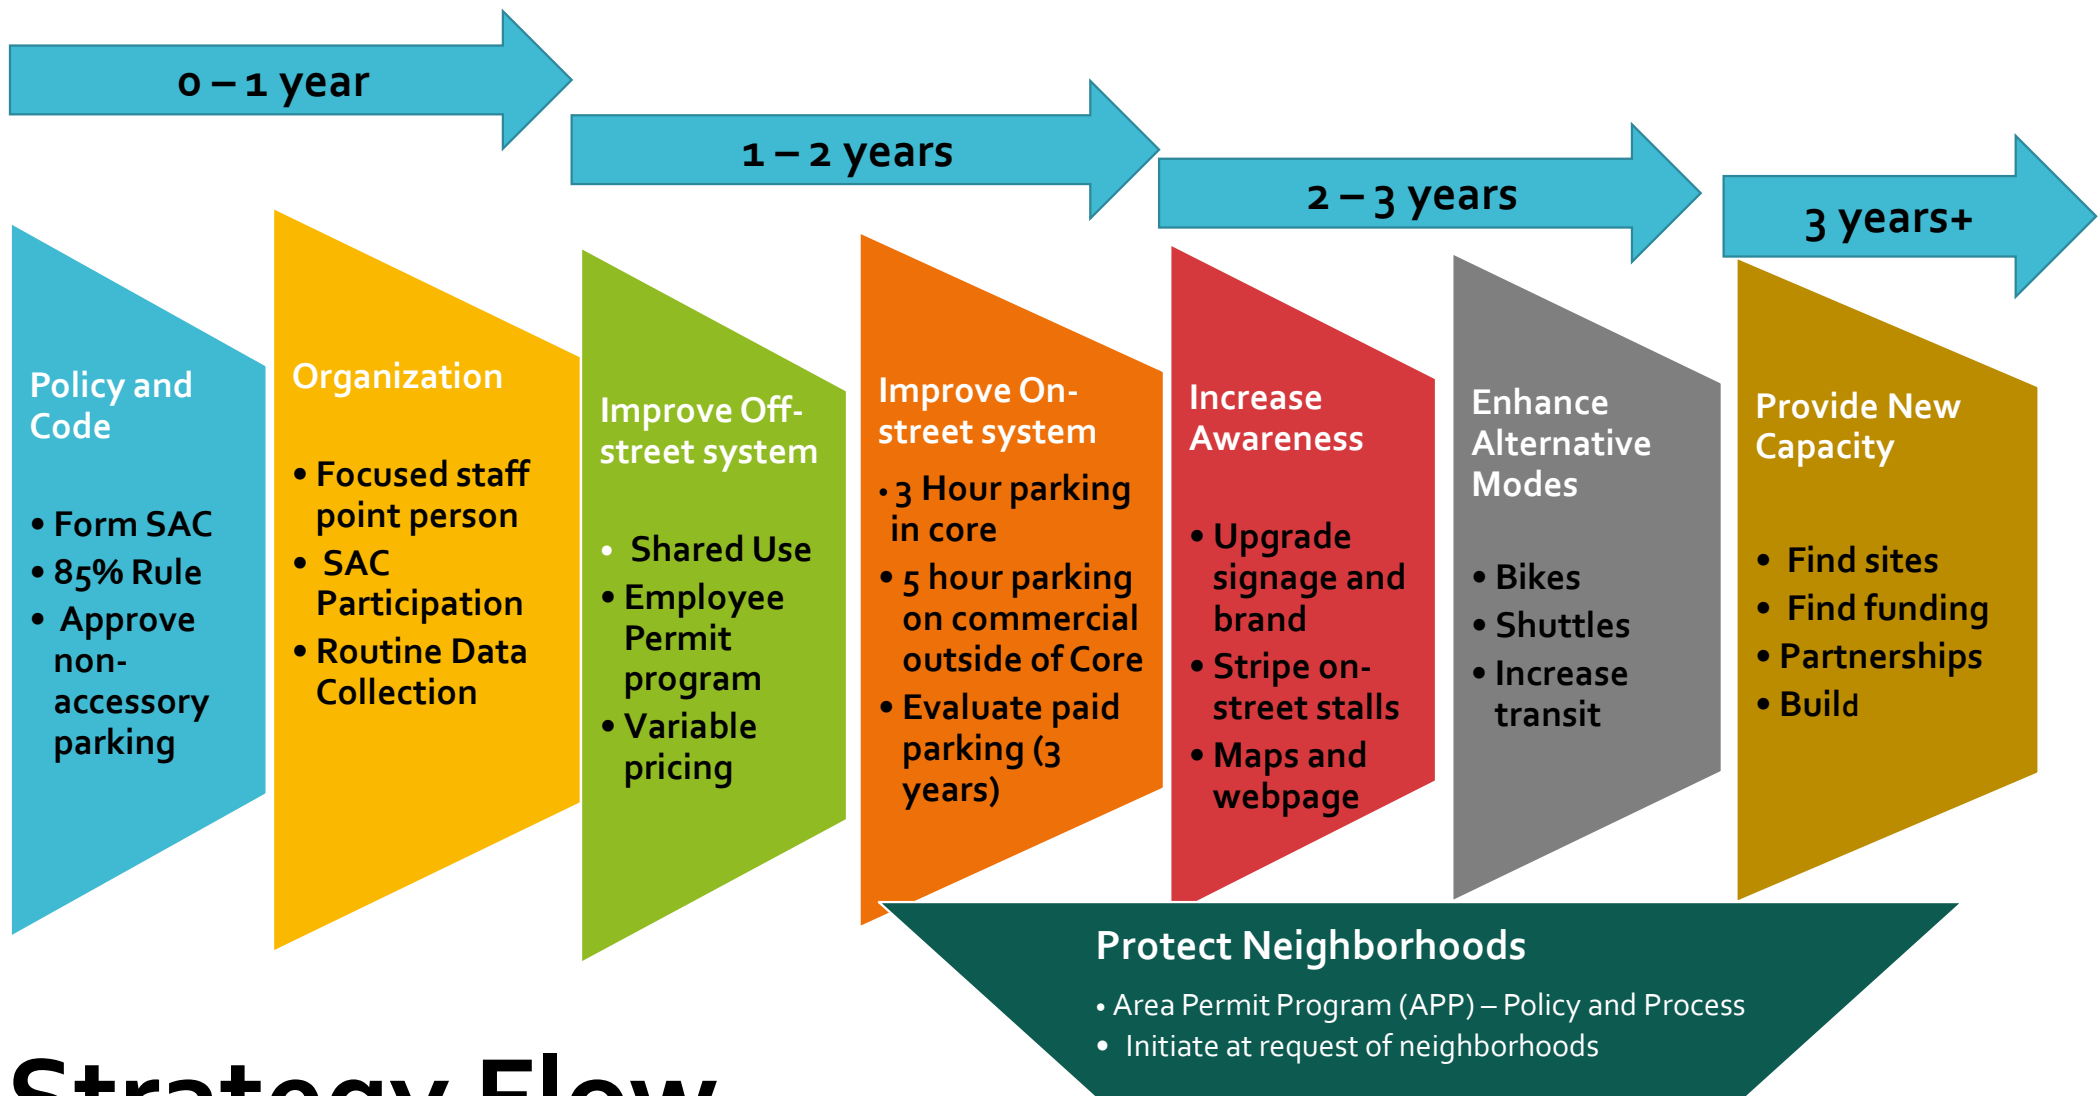 0 – 1 year
1 – 2 years
2 – 3 years
3 years+
Policy and
Code
• Form SAC
• 85% Rule
• Approve
non-
accessory
parking
Organization
• Focused staff
point person
• SAC
Participation
• Routine Data
Collection
Improve Off-
street system
• Shared Use
• Employee
Permit
program
• Variable
pricing
Improve On-
street system
• 3 Hour parking
in core
• 5 hour parking
on commercial
outside of Core
• Evaluate paid
parking (3
years)
Increase
Awareness
• Upgrade
signage and
brand
• Stripe on-
street stalls
• Maps and
webpage
Enhance
Alternative
Modes
• Bikes
• Shuttles
• Increase
transit
Provide New
Capacity
• Find sites
• Find funding
• Partnerships
• Build
Protect Neighborhoods
• Area Permit Program (APP) – Policy and Process
• Initiate at request of neighborhoods
Strategy Flow